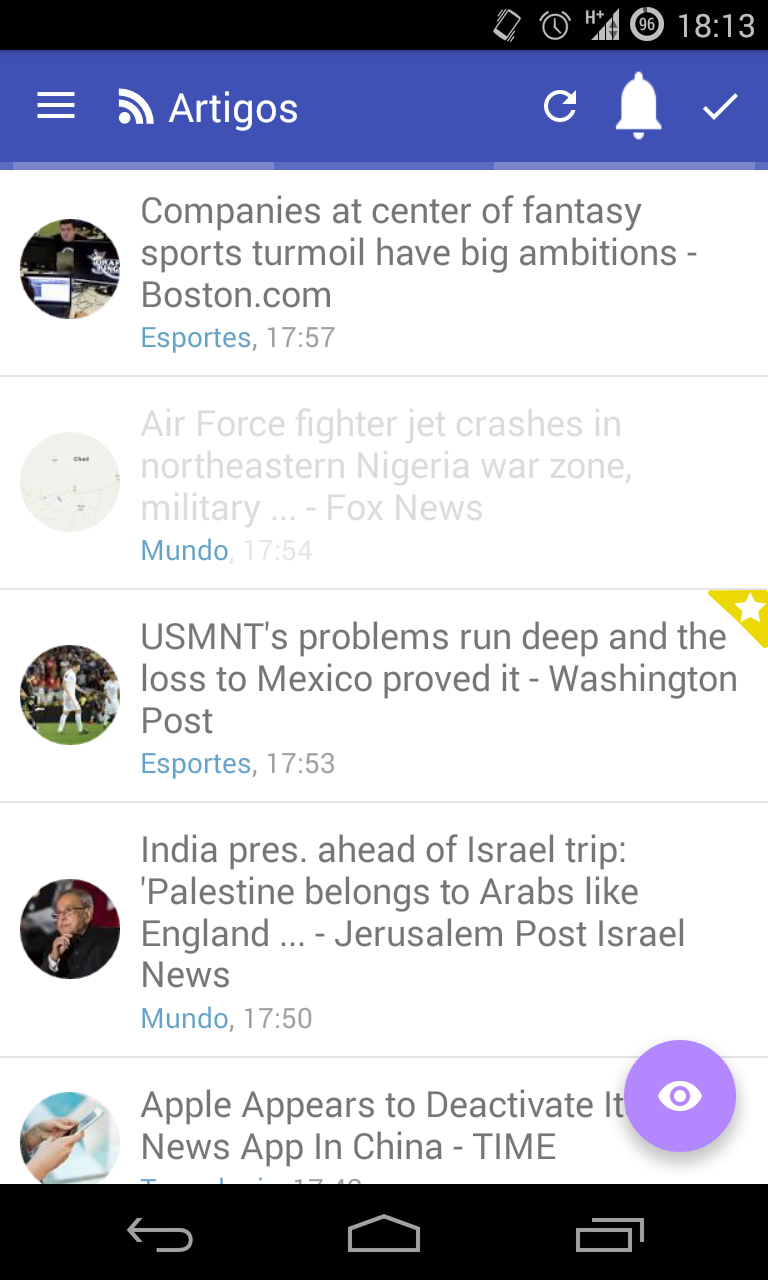 H+ 96 18:13
Artigos
Companies at center of fantasy
sports turmoil have big ambitions -
Boston.com
Esportes, 17:57
Chad
Air Force fighter jet crashes in
northeastern Nigeria war zone,
military ... - Fox News
Mundo, 17:54
USMNT's problems run deep and the
loss to Mexico proved it - Washington
Post
Esportes, 17:53
India pres. ahead of Israel trip:
'Palestine belongs to Arabs like
England ... - Jerusalem Post Israel
News
Mundo, 17:50
Apple Appears to Deactivate
News App In China - TIME